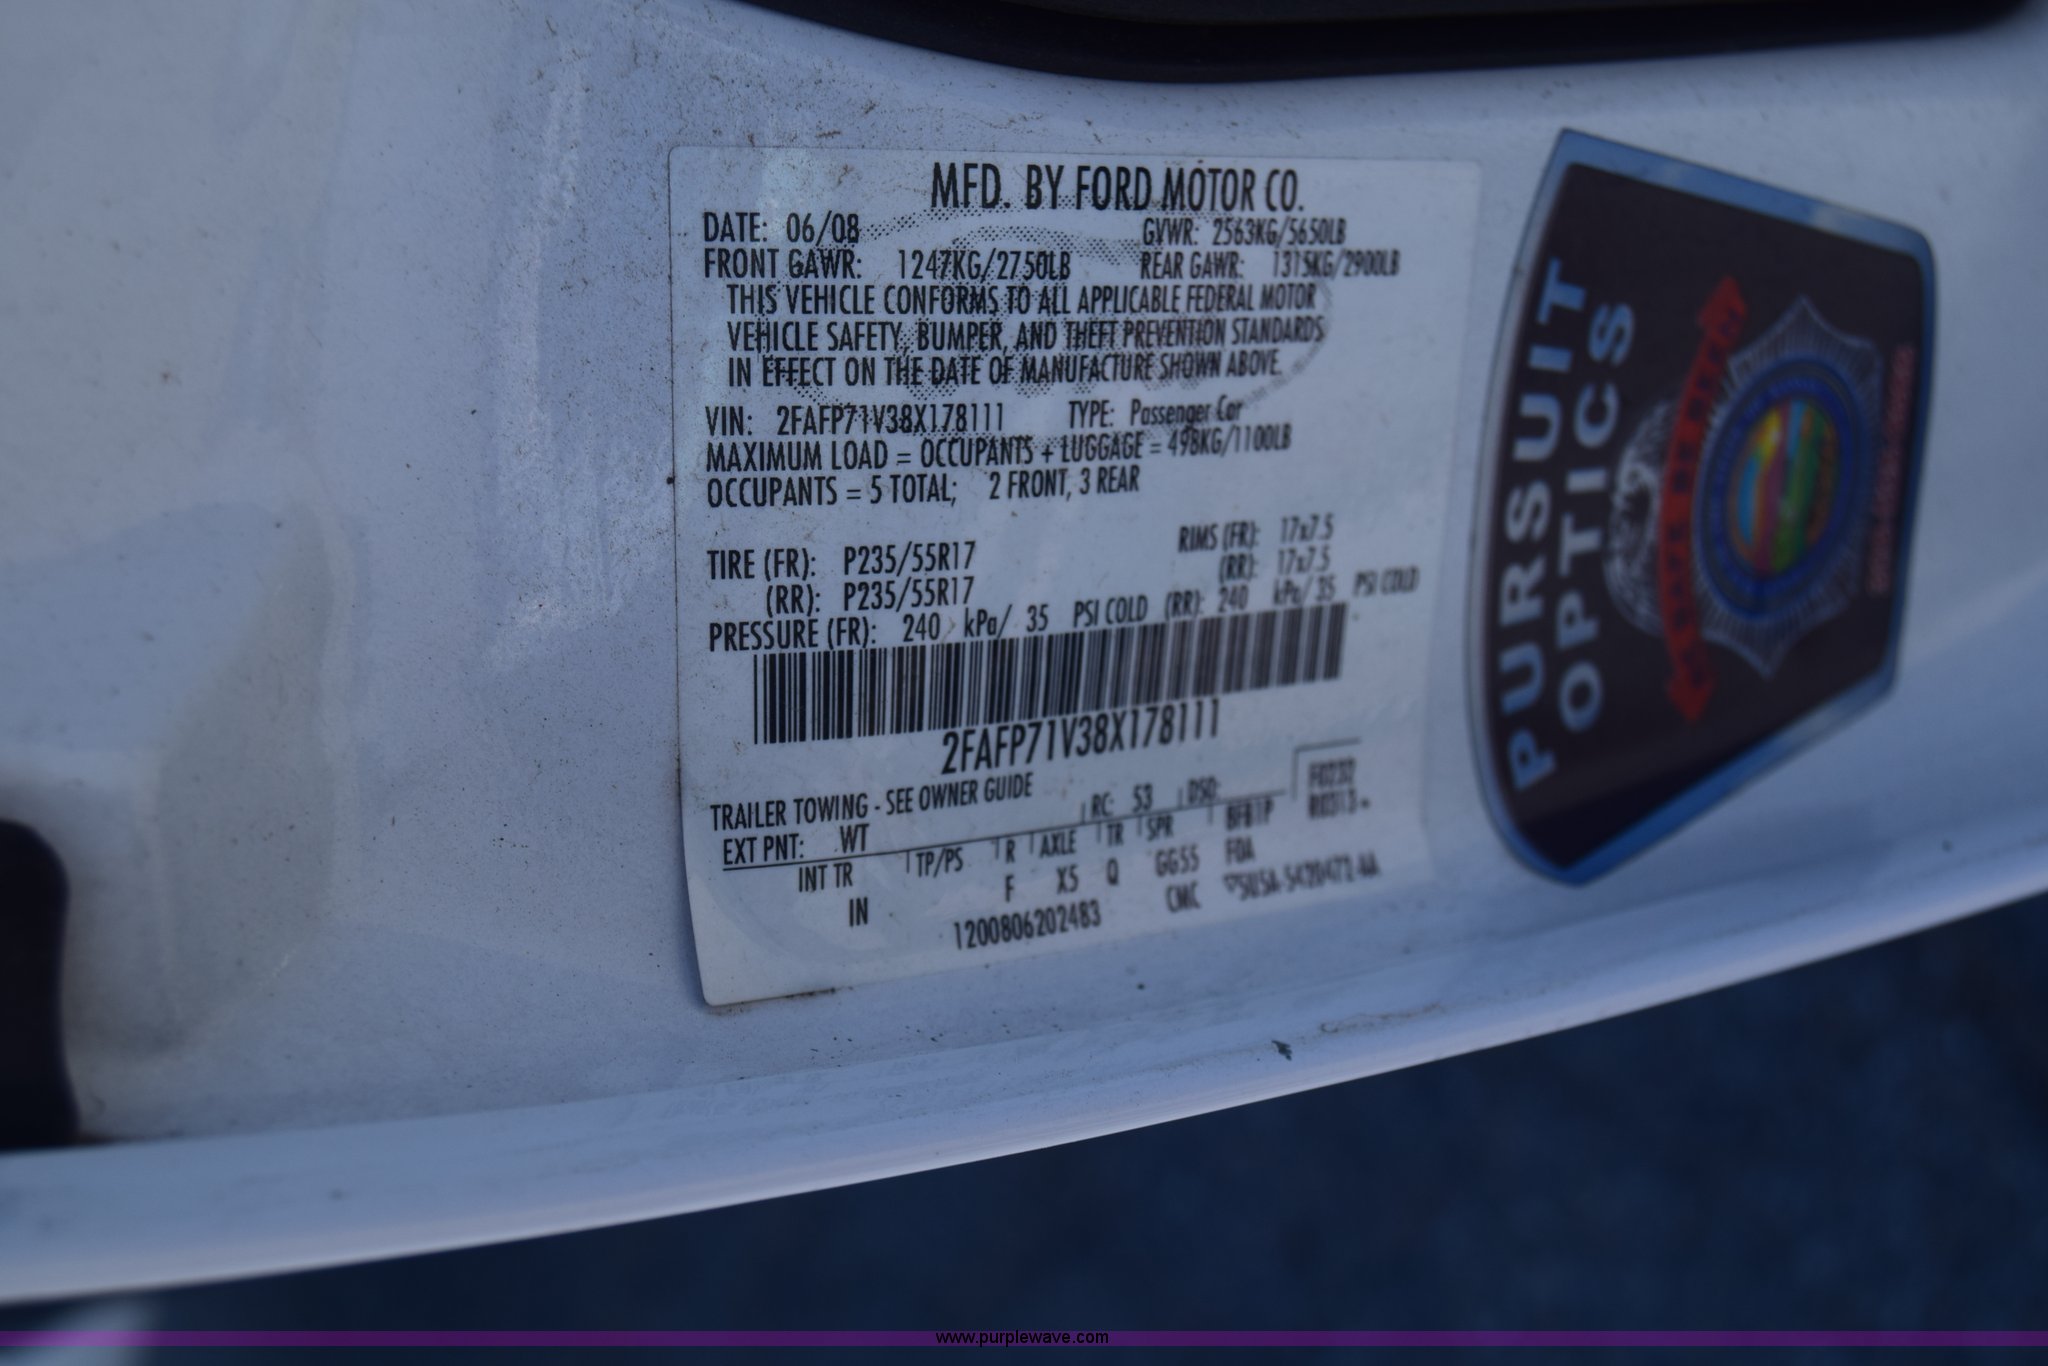 MFD. BY FORD MOTOR CO.
DATE: 06/08 GVWR: 2563KG/5650LB
FRONT GAWR: 1247KG/2750LB REAR GAWR: 1315KG/2900LB
THIS VEHICLE CONFORMS TO ALL APPLICABLE FEDERAL MOTOR
VEHICLE SAFETY, BUMPER, AND THEFT PREVENTION STANDARDS
IN EFFECT ON THE DATE OF MANUFACTURE SHOWN ABOVE.
VIN: 2FAFP71V38X178111 TYPE: Passenger Car
MAXIMUM LOAD = OCCUPANTS + LUGGAGE = 498KG/1100LB
OCCUPANTS = 5 TOTAL; 2 FRONT, 3 REAR
TIRE (FR): P235/55R17 RIMS (FR): 17x7.5
(RR): P235/55R17 (RR): 17x7.5
PRESSURE (FR): 240 kPa/ 35 PSI COLD (RR): 240 kPa/ 35 PSI COLD
2FAFP71V38X178111
TRAILER TOWING - SEE OWNER GUIDE RC: 53 DSO:
EXT PNT: WT
INT TR TP/PS R AXLE TR SPR
IN F X5 Q GG55
1200806202483 CMC
PURSUIT
OPTICS
www.purplewave.com